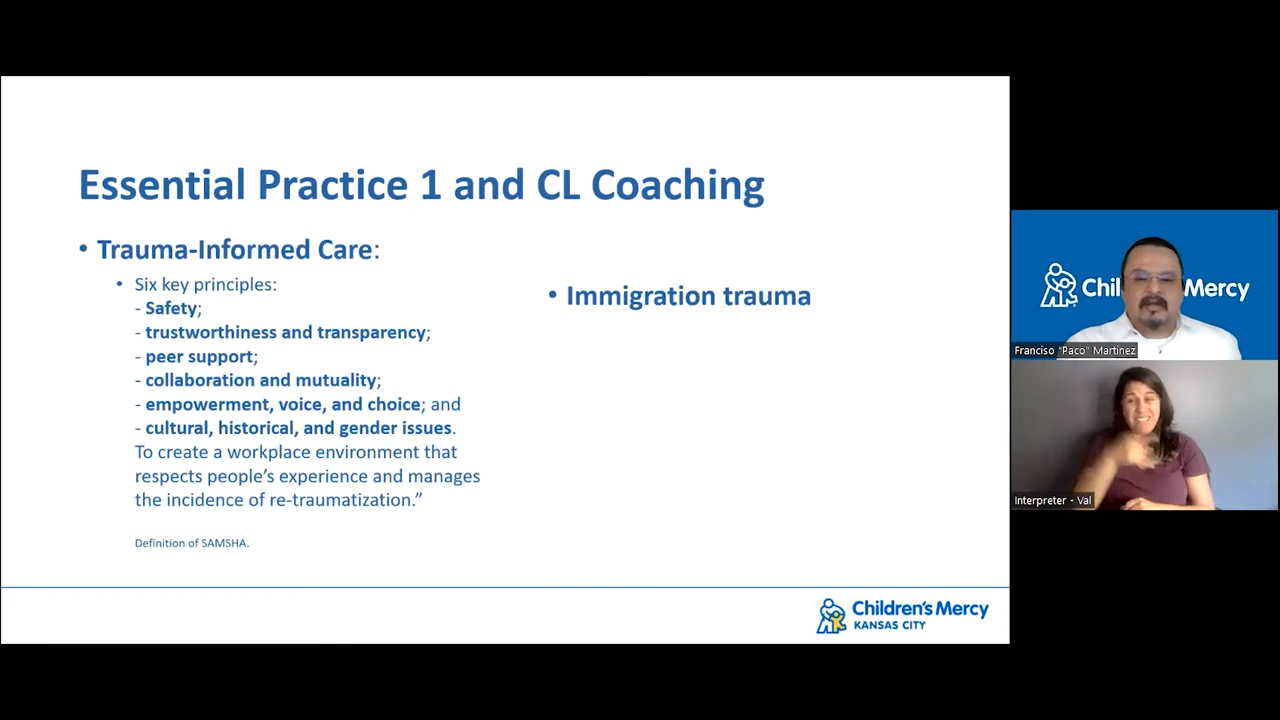 Essential Practice 1 and CL Coaching
• Trauma-Informed Care:
• Six key principles:
- Safety;
- trustworthiness and transparency;
- peer support;
- collaboration and mutuality;
- empowerment, voice, and choice; and
- cultural, historical, and gender issues.
To create a workplace environment that
respects people’s experience and manages
the incidence of re-traumatization.”
Definition of SAMSHA.
• Immigration trauma
Children's Mercy
KANSAS CITY
Chil Mercy
Franciso "Paco" Martinez
Interpreter - Val